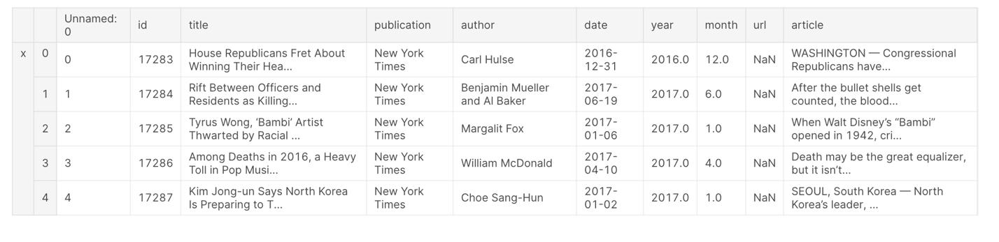 Unnamed: 0 id title publication author date year month url article
x 0 0 17283 House Republicans Fret About Winning Their Hea... New York Times Carl Hulse 2016-12-31 2016.0 12.0 NaN WASHINGTON — Congressional Republicans have...
1 1 17284 Rift Between Officers and Residents as Killing... New York Times Benjamin Mueller and Al Baker 2017-06-19 2017.0 6.0 NaN After the bullet shells get counted, the blood...
2 2 17285 Tyrus Wong, ‘Bambi’ Artist Thwarted by Racial ... New York Times Margalit Fox 2017-01-06 2017.0 1.0 NaN When Walt Disney’s “Bambi” opened in 1942, cri...
3 3 17286 Among Deaths in 2016, a Heavy Toll in Pop Musi... New York Times William McDonald 2017-04-10 2017.0 4.0 NaN Death may be the great equalizer, but it isn’t...
4 4 17287 Kim Jong-un Says North Korea Is Preparing to T... New York Times Choe Sang-Hun 2017-01-02 2017.0 1.0 NaN SEOUL, South Korea — North Korea’s leader, ...